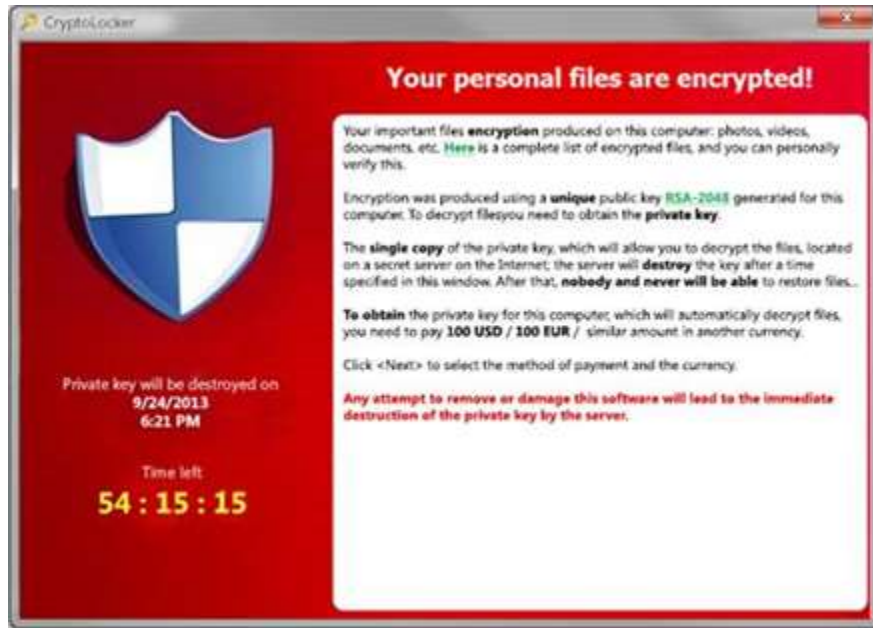 CryptoLocker
Your personal files are encrypted!
Your important files encryption produced on this computer: photos, videos,
documents, etc. Here is a complete list of encrypted files, and you can personally
verify this.
Encryption was produced using a unique public key RSA-2048 generated for this
computer. To decrypt filesyou need to obtain the private key.
The single copy of the private key, which will allow you to decrypt the files, located
on a secret server on the Internet; the server will destroy the key after a time
specified in this window. After that, nobody and never will be able to restore files...
To obtain the private key for this computer, which will automatically decrypt files,
you need to pay 100 USD / 100 EUR / similar amount in another currency.
Click <Next> to select the method of payment and the currency.
Any attempt to remove or damage this software will lead to the immediate
destruction of the private key by the server.
Private key will be destroyed on
9/24/2013
6:21 PM
Time left
54 : 15 : 15